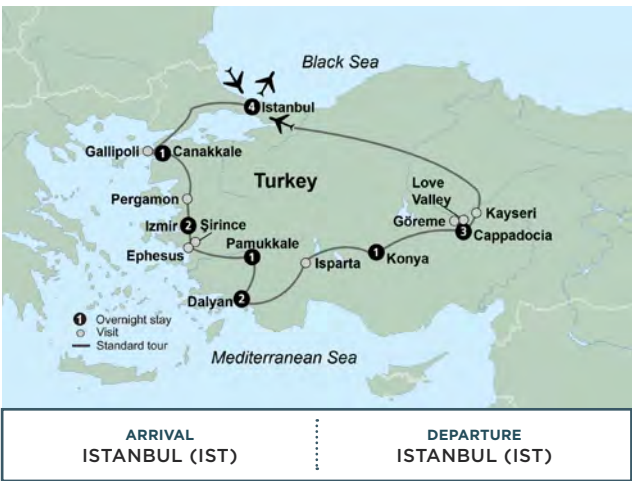 Black Sea
4 Istanbul
Gallipoli
1 Canakkale
Turkey
Love
Valley
Pergamon
Göreme
Kayseri
Izmir 2 Şirince
3 Cappadocia
Ephesus
Pamukkale
1
Isparta
1 Konya
Dalyan 2
1 Overnight stay
Visit
Standard tour
Mediterranean Sea
ARRIVAL
ISTANBUL (IST)
DEPARTURE
ISTANBUL (IST)